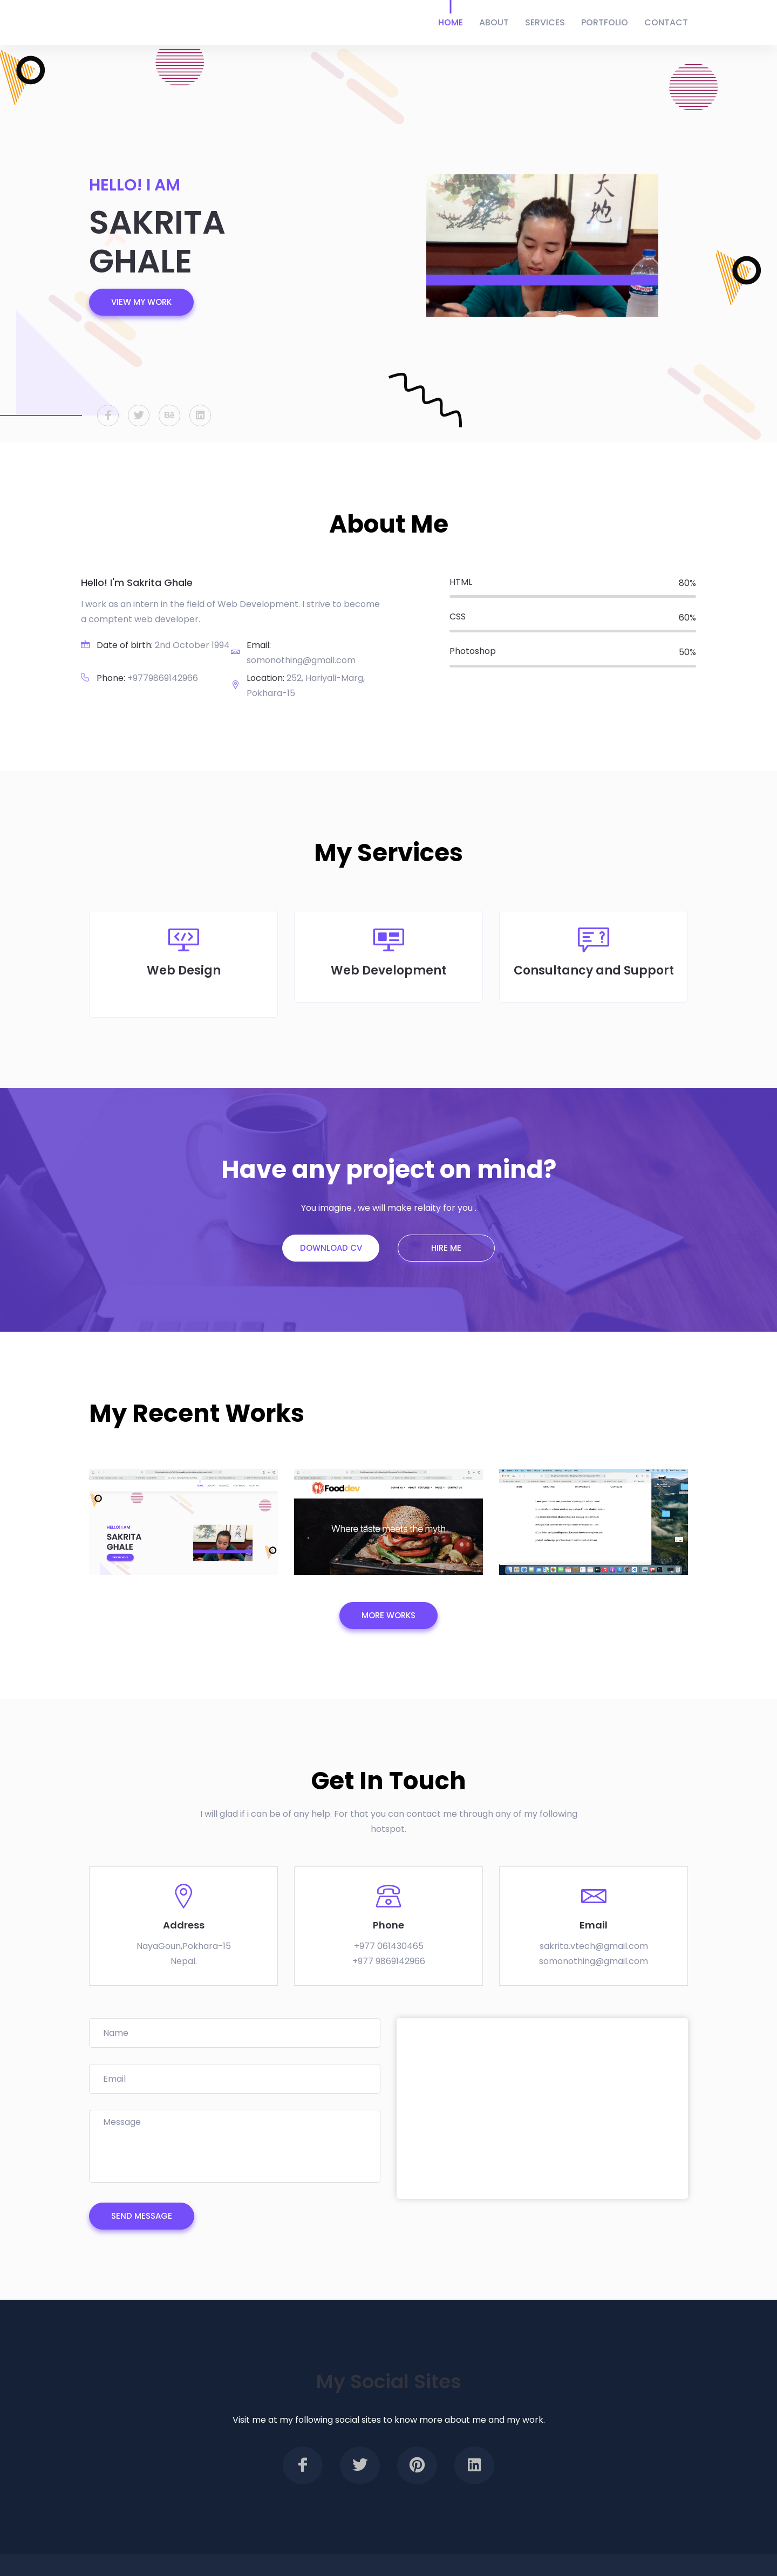 HOME ABOUT SERVICES PORTFOLIO CONTACT
HELLO! I AM
SAKRITA
GHALE
VIEW MY WORK
大
地
Bē
About Me
Hello! I'm Sakrita Ghale
I work as an intern in the field of Web Development. I strive to become
a comptent web developer.
Date of birth: 2nd October 1994
Email:
somonothing@gmail.com
Phone: +9779869142966
Location: 252, Hariyali-Marg,
Pokhara-15
HTML 80%
CSS 60%
Photoshop 50%
My Services
Web Design
Web Development
Consultancy and Support
Have any project on mind?
You imagine , we will make relaity for you .
DOWNLOAD CV
HIRE ME
My Recent Works
HELLO! I AM
SAKRITA
GHALE
Fooddev
Where taste meets the myth
MORE WORKS
Get In Touch
I will glad if i can be of any help. For that you can contact me through any of my following
hotspot.
Address
NayaGoun,Pokhara-15
Nepal.
Phone
+977 061430465
+977 9869142966
Email
sakrita.vtech@gmail.com
somonothing@gmail.com
Name
Email
Message
SEND MESSAGE
My Social Sites
Visit me at my following social sites to know more about me and my work.